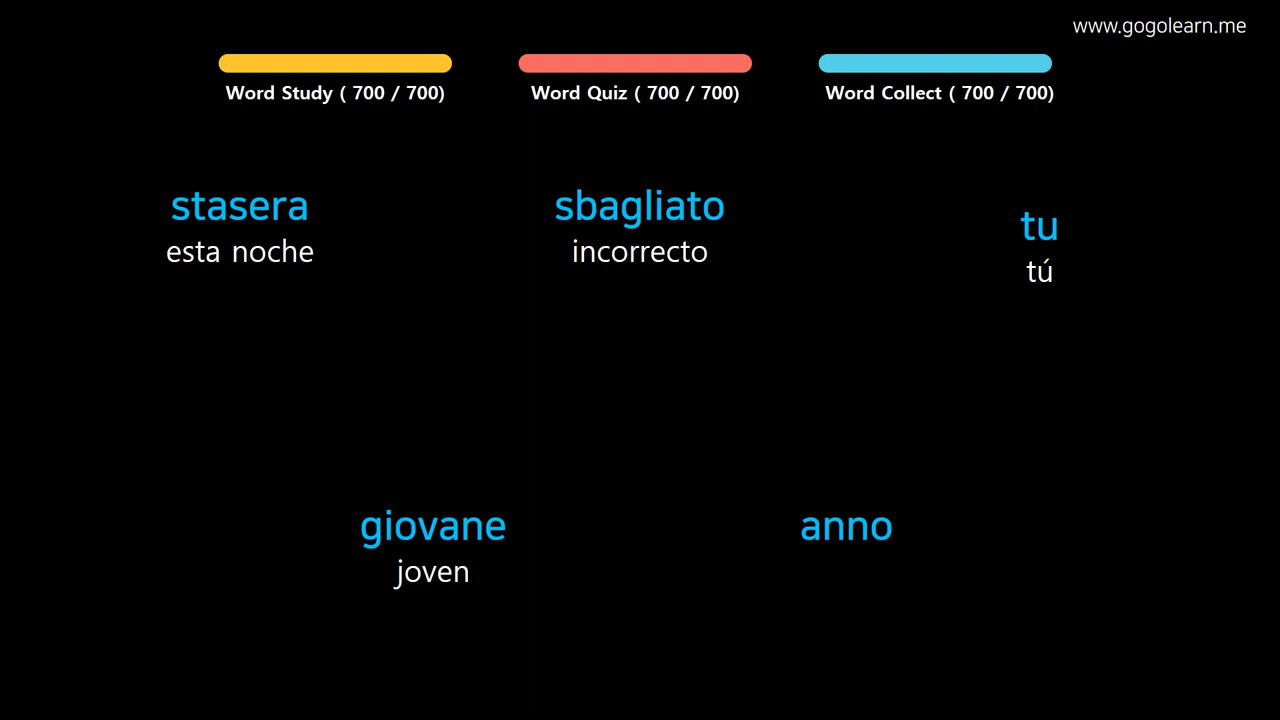 www.gogolearn.me
Word Study ( 700 / 700)
Word Quiz ( 700 / 700)
Word Collect ( 700 / 700)
stasera
esta noche
sbagliato
incorrecto
tu
tú
giovane
joven
anno